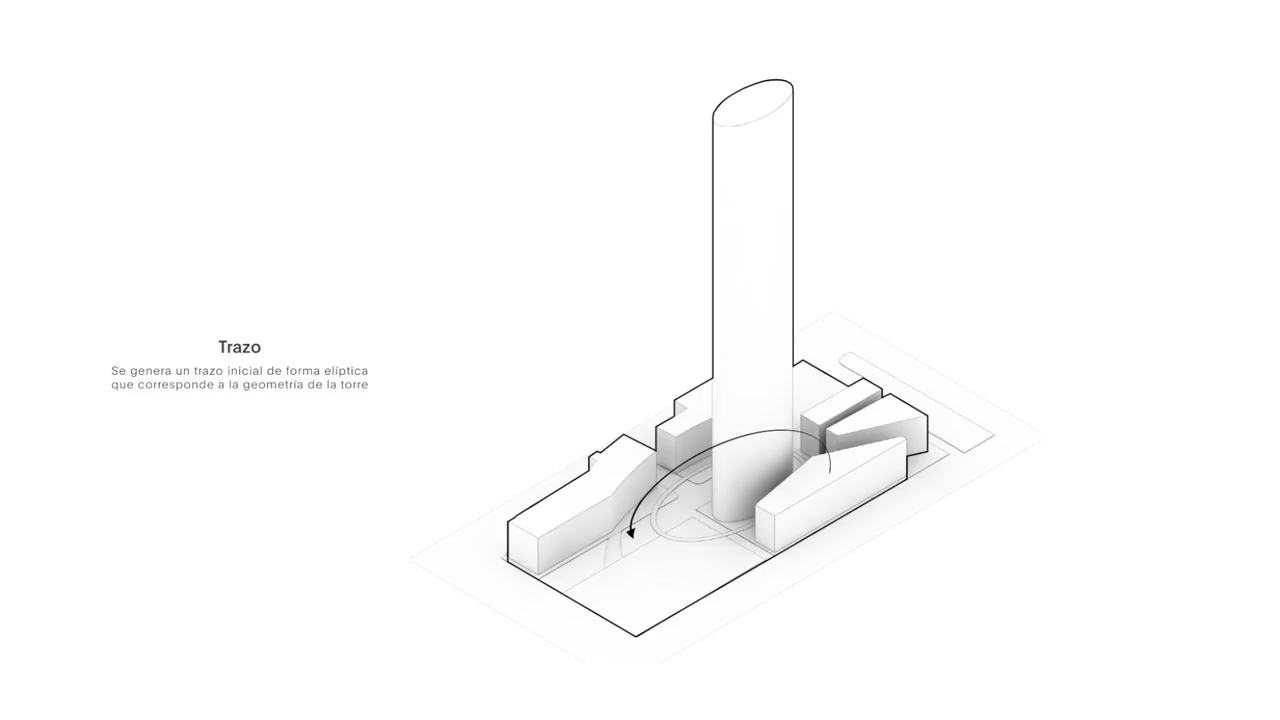 Trazo
Se genera un trazo inicial de forma elíptica
que corresponde a la geometría de la torre